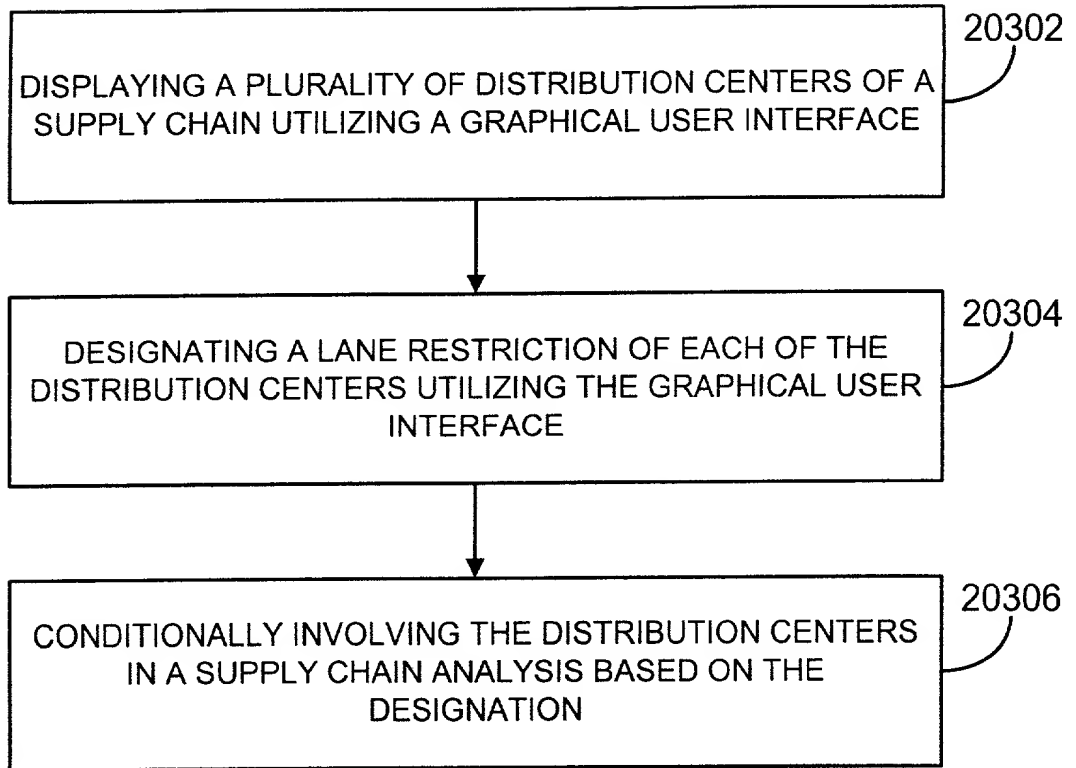 20302
DISPLAYING A PLURALITY OF DISTRIBUTION CENTERS OF A
SUPPLY CHAIN UTILIZING A GRAPHICAL USER INTERFACE
20304
DESIGNATING A LANE RESTRICTION OF EACH OF THE
DISTRIBUTION CENTERS UTILIZING THE GRAPHICAL USER
INTERFACE
20306
CONDITIONALLY INVOLVING THE DISTRIBUTION CENTERS
IN A SUPPLY CHAIN ANALYSIS BASED ON THE
DESIGNATION